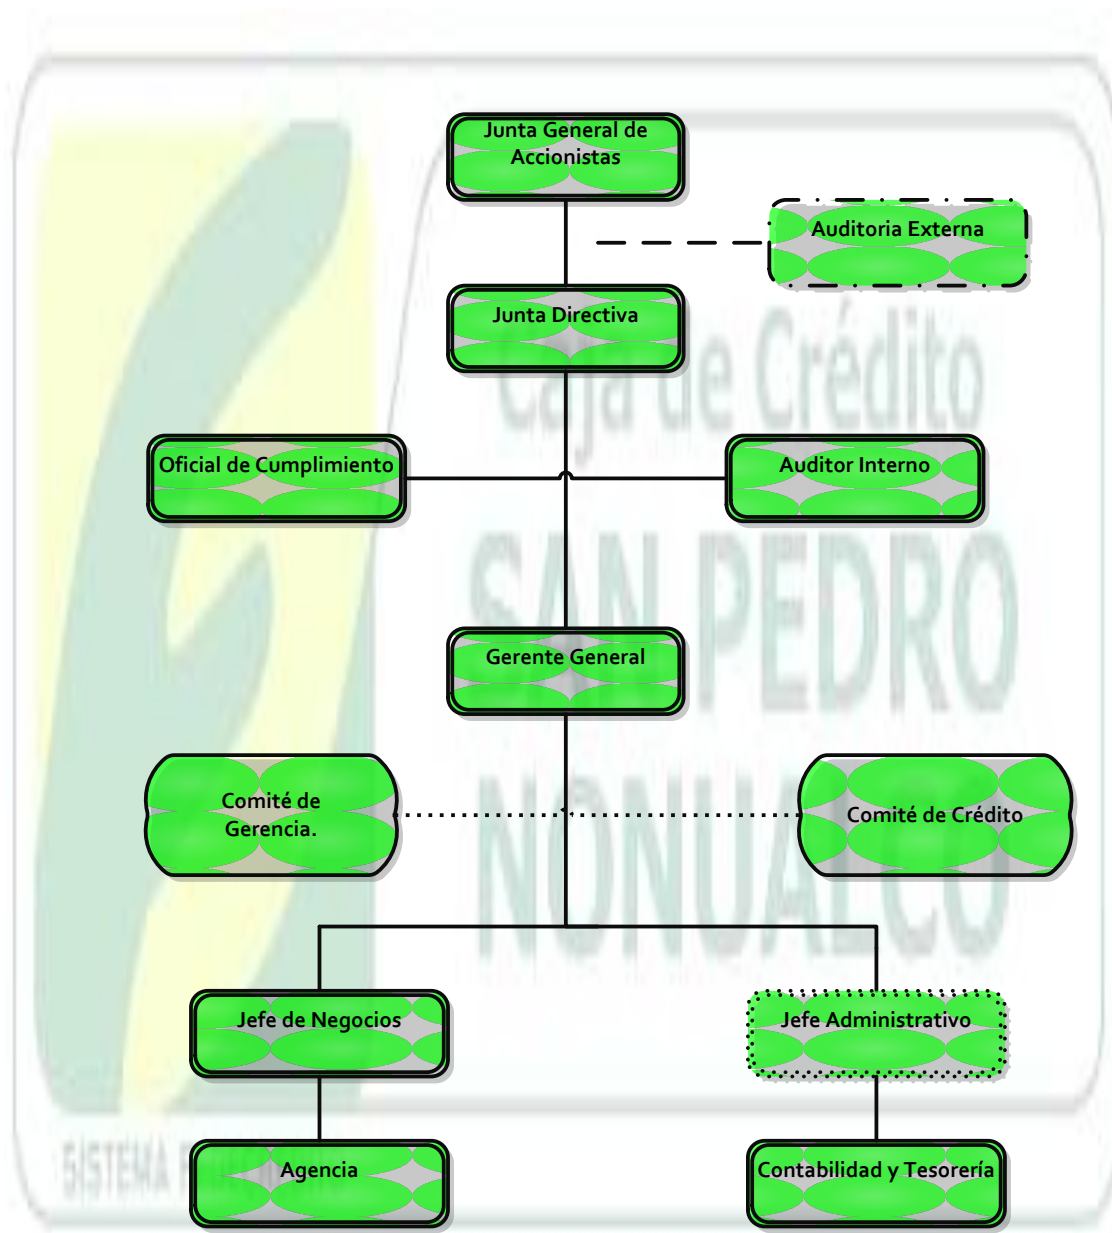 Junta General de
Accionistas
Auditoria Externa
Junta Directiva
Caja de Crédito
Oficial de Cumplimiento
Auditor Interno
SAN PEDRO
Gerente General
Comité de
Gerencia.
Comité de Crédito
NONUALCO
Jefe de Negocios
Jefe Administrativo
SISTEMA
Agencia
Contabilidad y Tesorería